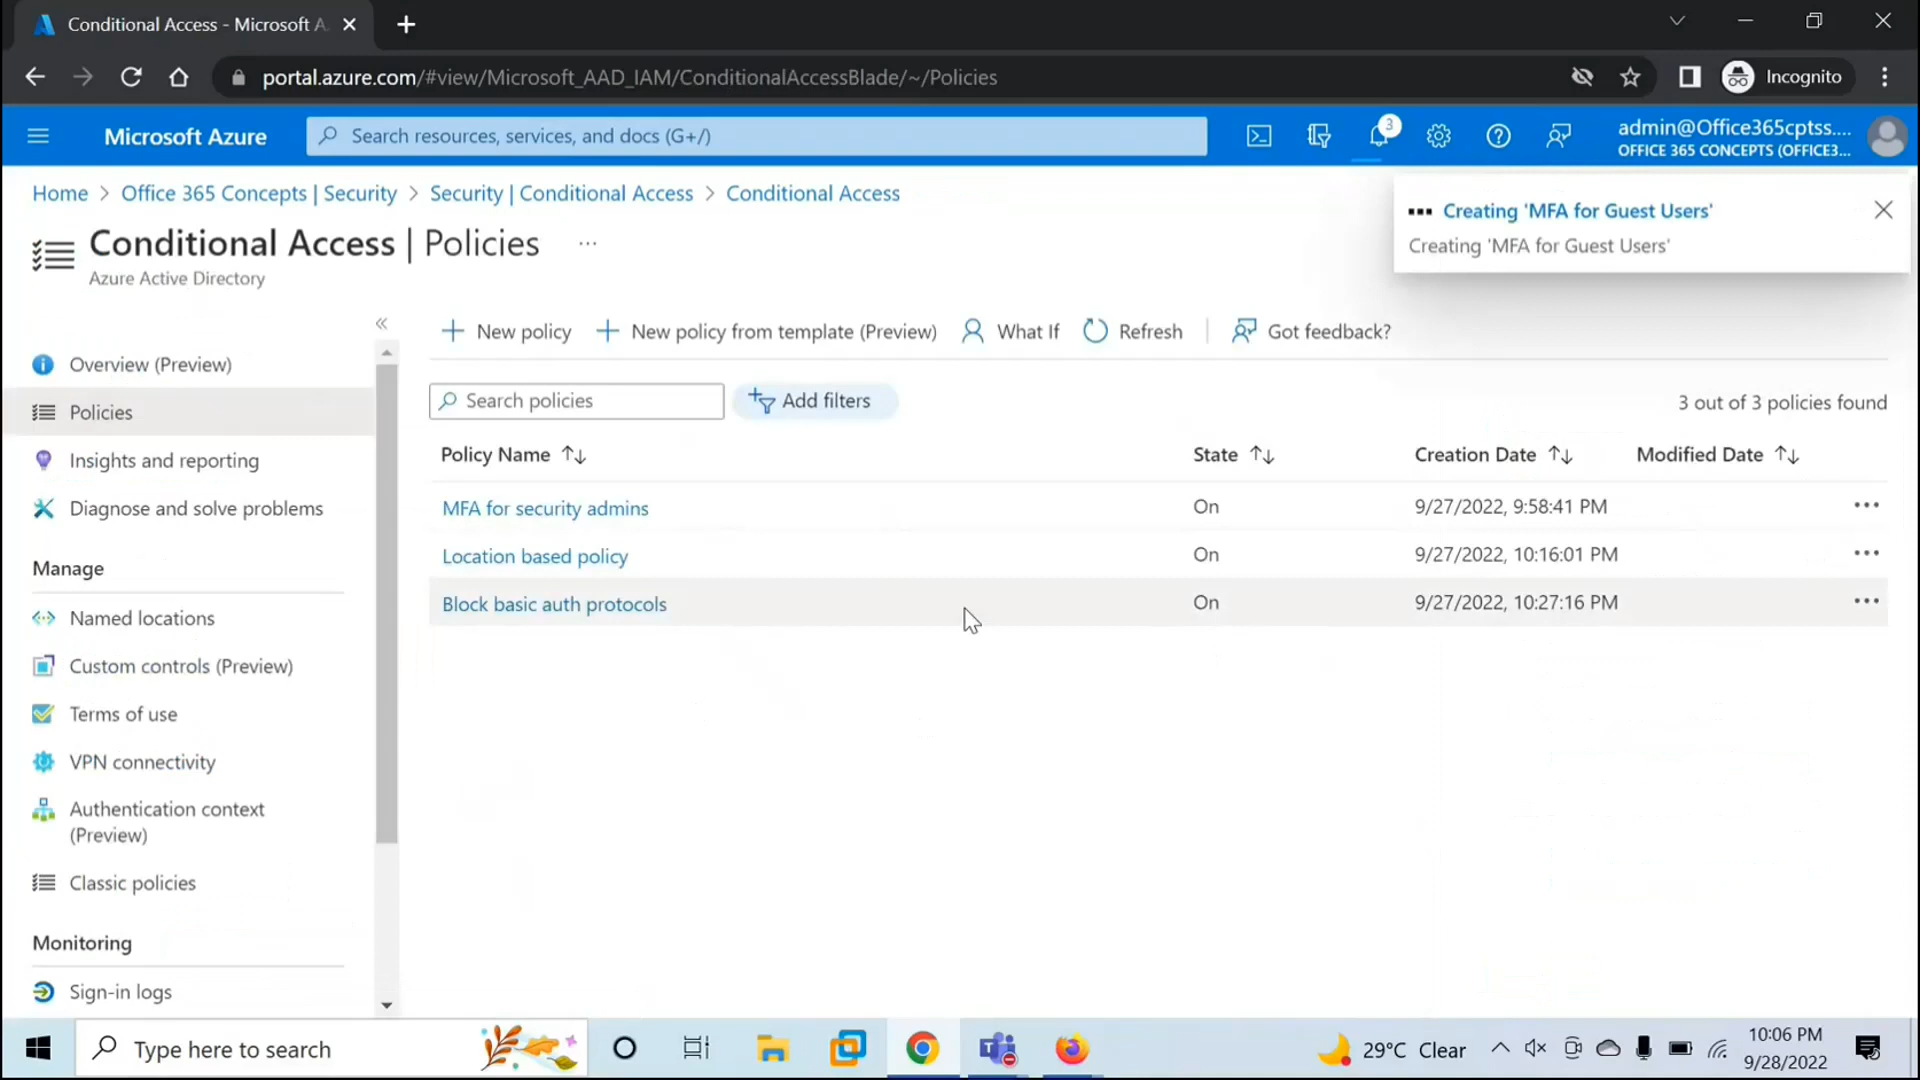 Conditional Access - Microsoft A
portal.azure.com/#view/Microsoft_AAD_IAM/ConditionalAccessBlade/~/Policies
Incognito
Microsoft Azure
Search resources, services, and docs (G+/)
3
admin@Office365cptss....
OFFICE 365 CONCEPTS (OFFICE3...
Home > Office 365 Concepts | Security > Security | Conditional Access > Conditional Access
Creating 'MFA for Guest Users'
Creating 'MFA for Guest Users'
Conditional Access | Policies ...
Azure Active Directory
«
New policy
New policy from template (Preview)
What If
Refresh
Got feedback?
Overview (Preview)
Policies
Insights and reporting
Diagnose and solve problems
Manage
Named locations
Custom controls (Preview)
Terms of use
VPN connectivity
Authentication context
(Preview)
Classic policies
Monitoring
Sign-in logs
Search policies
Add filters
3 out of 3 policies found
Policy Name State Creation Date Modified Date
MFA for security admins On 9/27/2022, 9:58:41 PM
Location based policy On 9/27/2022, 10:16:01 PM
Block basic auth protocols On 9/27/2022, 10:27:16 PM
Type here to search
29°C Clear
10:06 PM
9/28/2022